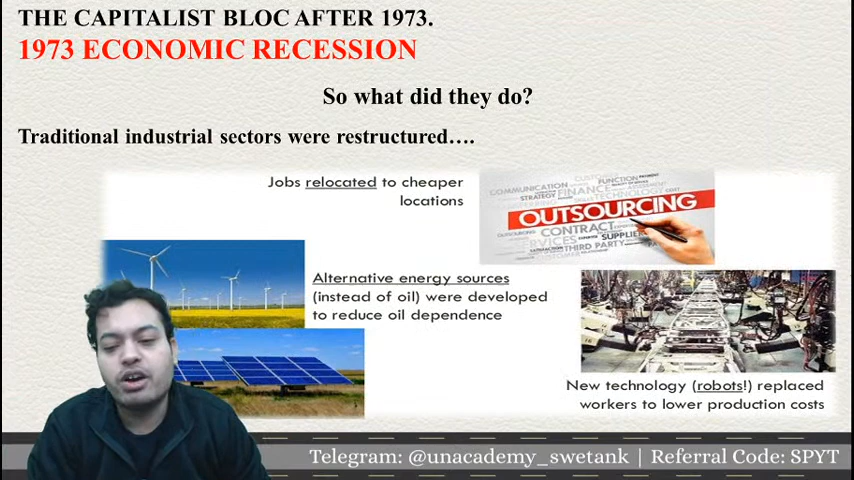 THE CAPITALIST BLOC AFTER 1973.
1973 ECONOMIC RECESSION
So what did they do?
Traditional industrial sectors were restructured….
Jobs relocated to cheaper
locations
COMMUNICATION
FUNCTION
STRATEGY FINANCE
OUTSOURCING
CONTRACT
SERVICES
SUPPLIER
THIRD PARTY
Alternative energy sources
(instead of oil) were developed
to reduce oil dependence
New technology (robots!) replaced
workers to lower production costs
Telegram: @unacademy_swetank | Referral Code: SPYT